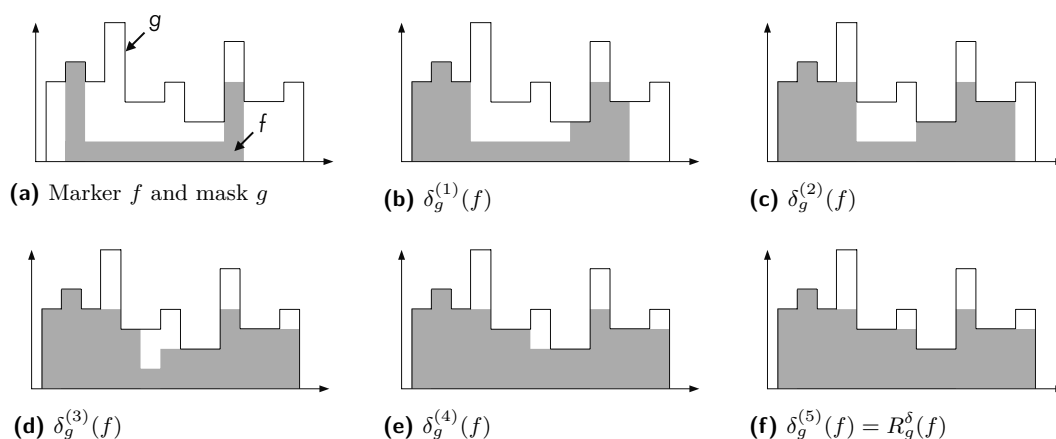 g
f
(a) Marker f and mask g
(b) δ_g^{(1)}(f)
(c) δ_g^{(2)}(f)
(d) δ_g^{(3)}(f)
(e) δ_g^{(4)}(f)
(f) δ_g^{(5)}(f) = R_g^δ(f)